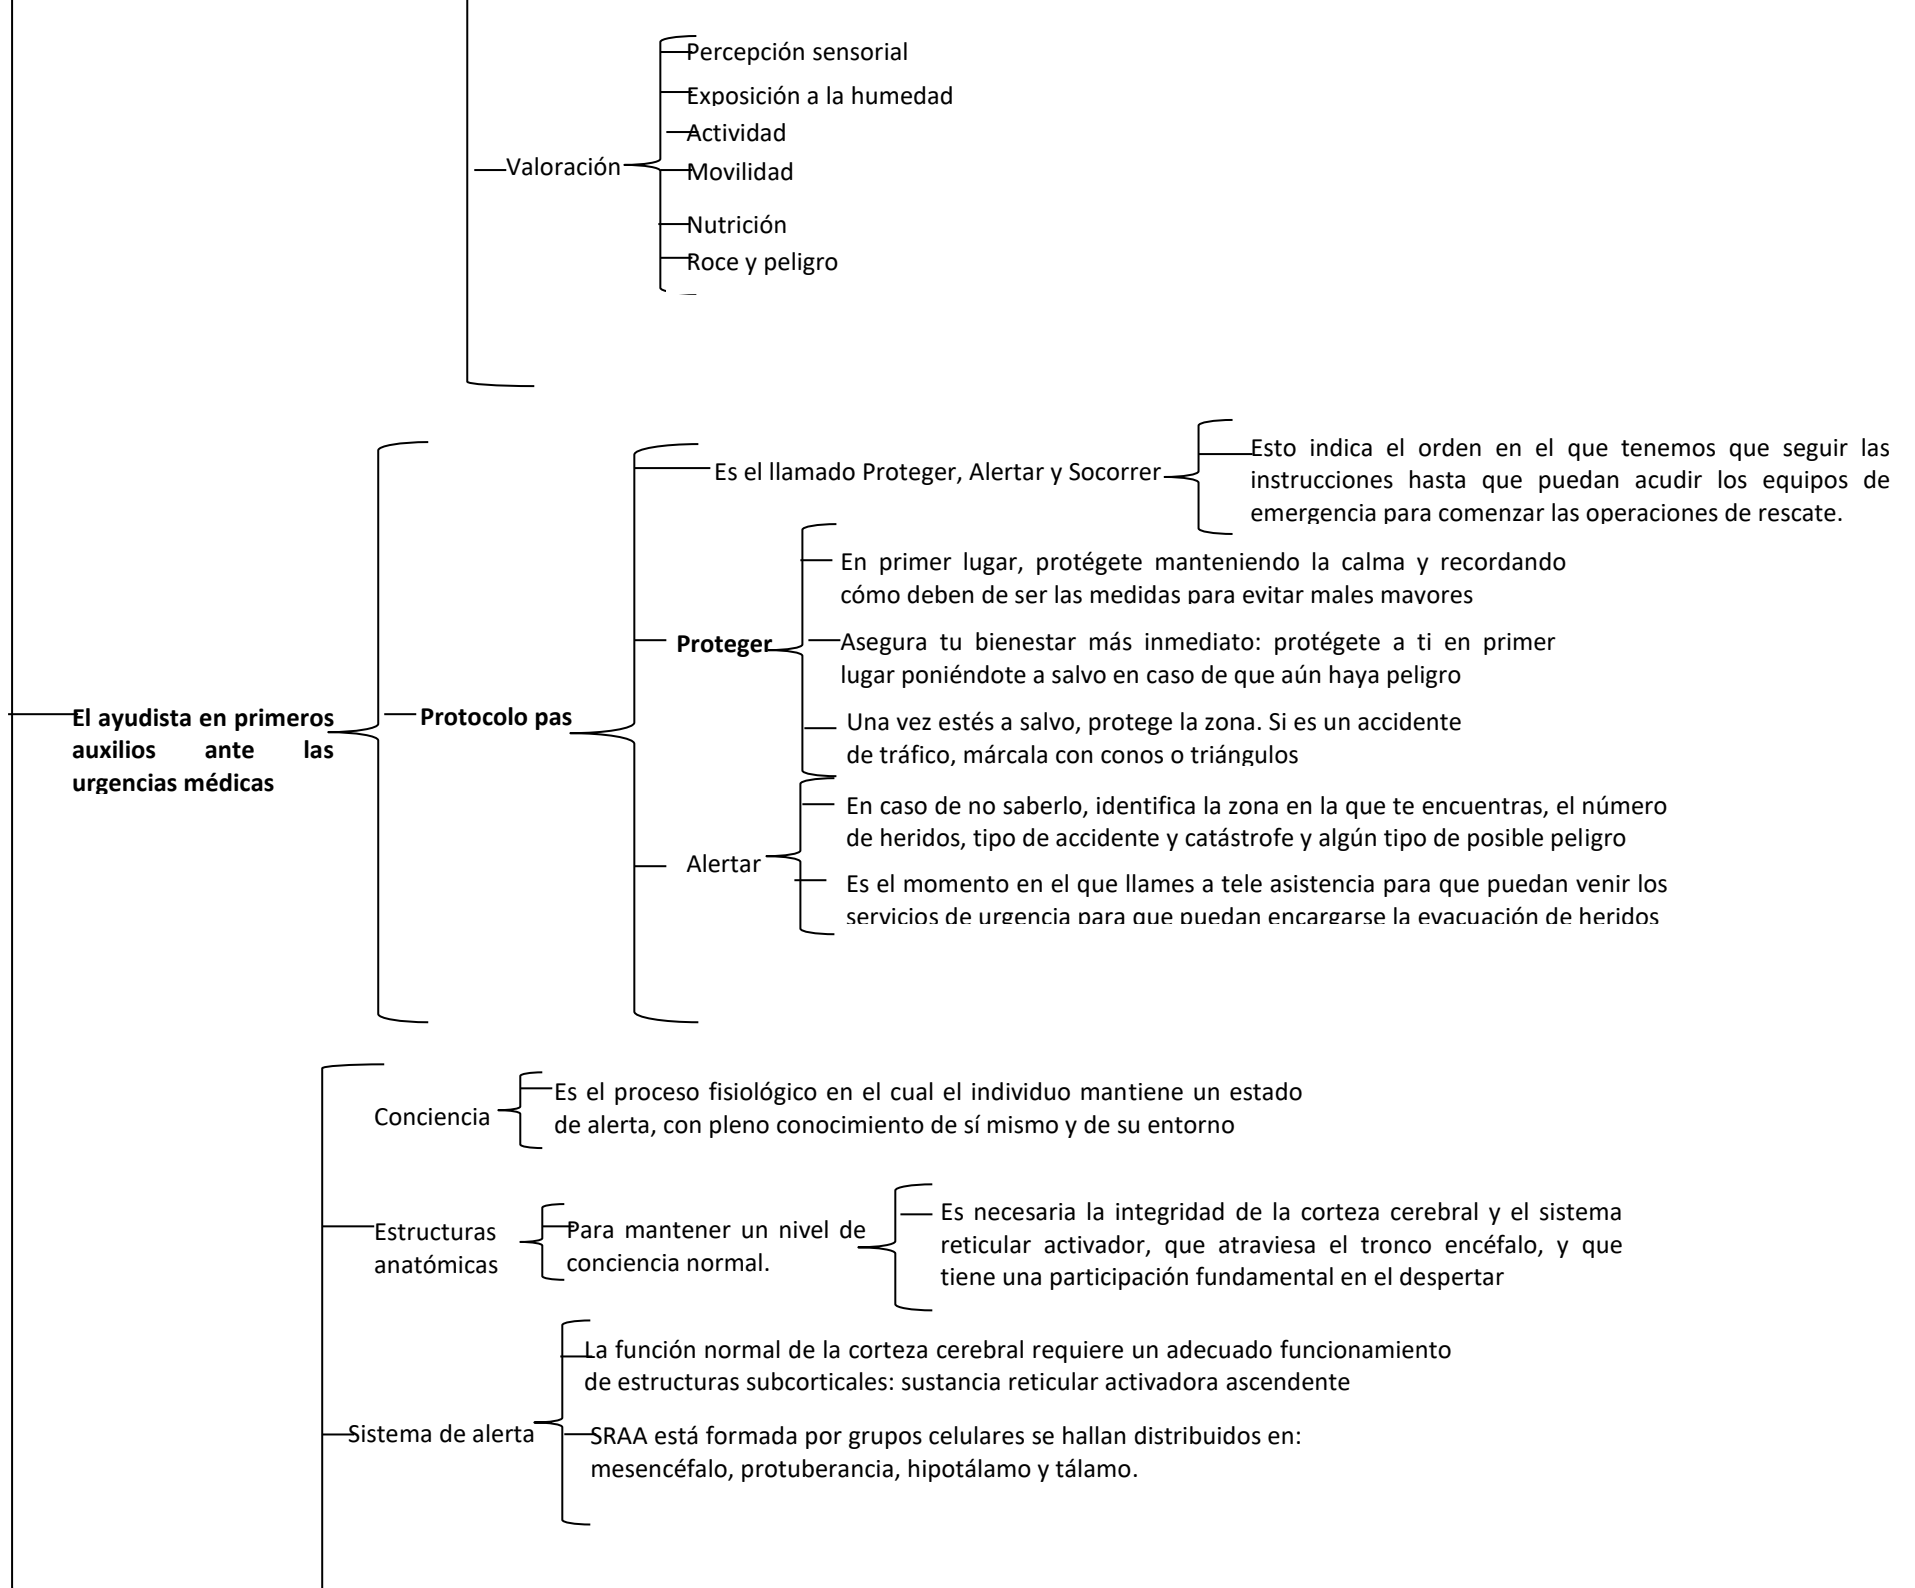 Percepción sensorial
Exposición a la humedad
Actividad
Valoración
Movilidad
Nutrición
Roce y peligro
Es el llamado Proteger, Alertar y Socorrer
Esto indica el orden en el que tenemos que seguir las
instrucciones hasta que puedan acudir los equipos de
emergencia para comenzar las operaciones de rescate.
En primer lugar, protégete manteniendo la calma y recordando
cómo deben de ser las medidas para evitar males mayores
Proteger
Asegura tu bienestar más inmediato: protégete a ti en primer
lugar poniéndote a salvo en caso de que aún haya peligro
El ayudista en primeros
auxilios ante las
urgencias médicas
Protocolo pas
Una vez estés a salvo, protege la zona. Si es un accidente
de tráfico, márcala con conos o triángulos
En caso de no saberlo, identifica la zona en la que te encuentras, el número
de heridos, tipo de accidente y catástrofe y algún tipo de posible peligro
Alertar
Es el momento en el que llames a tele asistencia para que puedan venir los
servicios de urgencia para que puedan encargarse la evacuación de heridos
Conciencia
Es el proceso fisiológico en el cual el individuo mantiene un estado
de alerta, con pleno conocimiento de sí mismo y de su entorno
Estructuras
anatómicas
Para mantener un nivel de
conciencia normal.
Es necesaria la integridad de la corteza cerebral y el sistema
reticular activador, que atraviesa el tronco encéfalo, y que
tiene una participación fundamental en el despertar
La función normal de la corteza cerebral requiere un adecuado funcionamiento
de estructuras subcorticales: sustancia reticular activadora ascendente
Sistema de alerta
SRAA está formada por grupos celulares se hallan distribuidos en:
mesencéfalo, protuberancia, hipotálamo y tálamo.